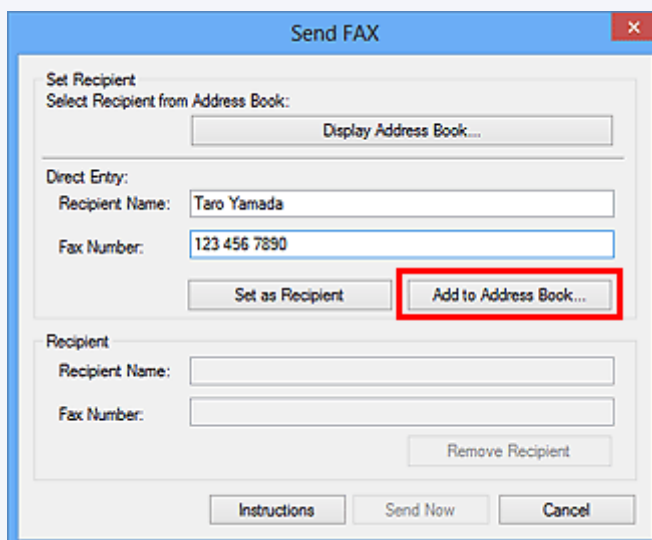 Send FAX
Set Recipient
Select Recipient from Address Book:
Display Address Book...
Direct Entry:
Recipient Name: Taro Yamada
Fax Number: 123 456 7890
Set as Recipient Add to Address Book...
Recipient
Recipient Name:
Fax Number:
Remove Recipient
Instructions Send Now Cancel